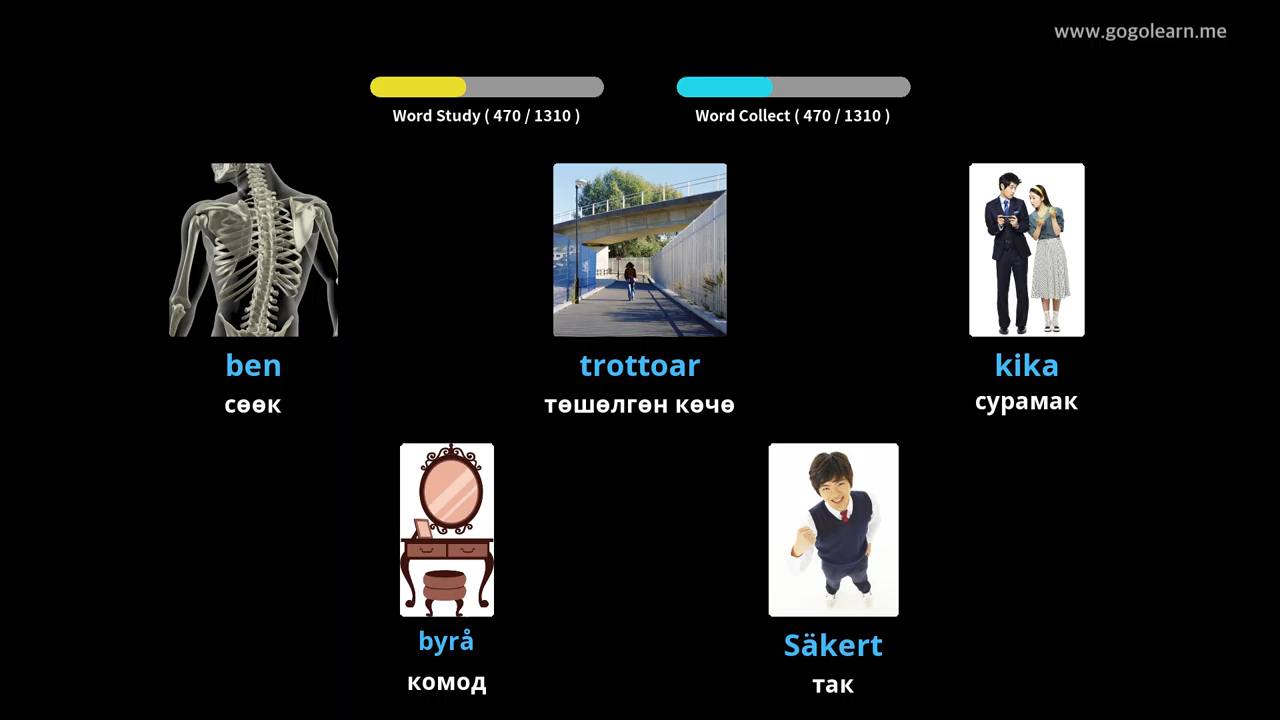 www.gogolearn.me
Word Study ( 470 / 1310 )
Word Collect ( 470 / 1310 )
ben
сөөк
trottoar
төшөлгөн көчө
kika
сурамак
byrå
комод
Säkert
так